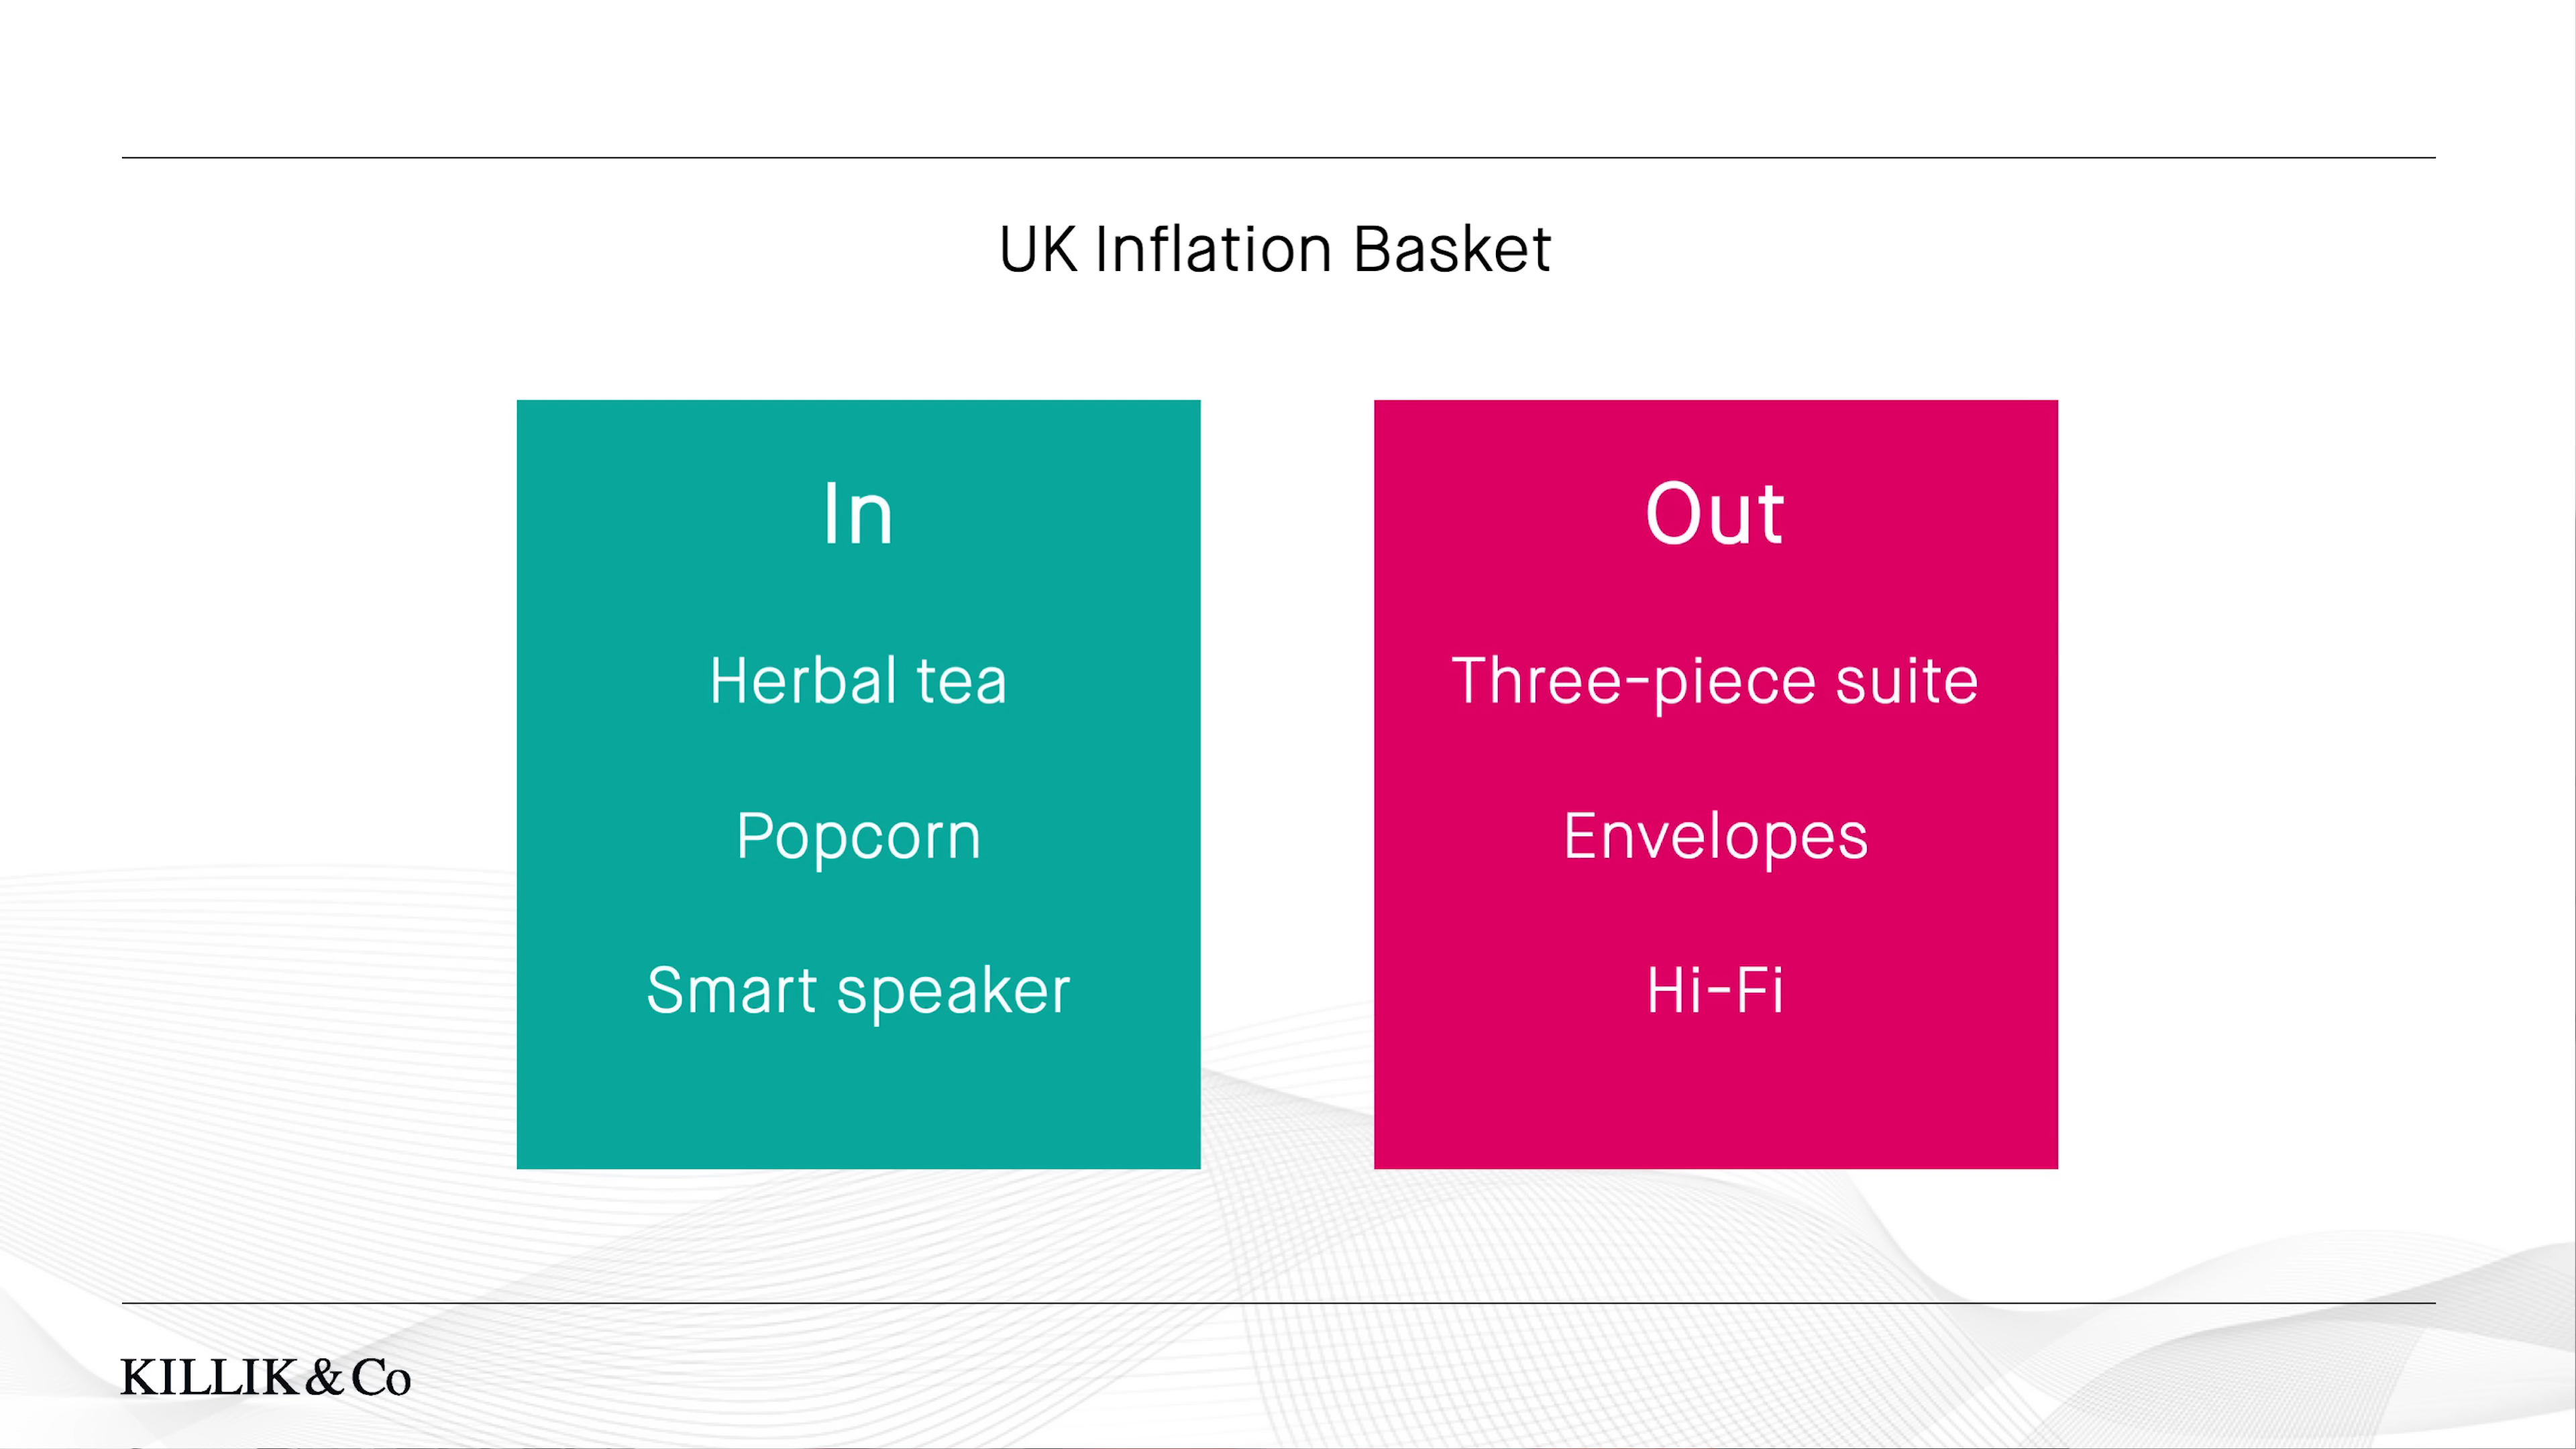 UK Inflation Basket
In
Herbal tea
Popcorn
Smart speaker
Out
Three-piece suite
Envelopes
Hi-Fi
KILLIK & Co